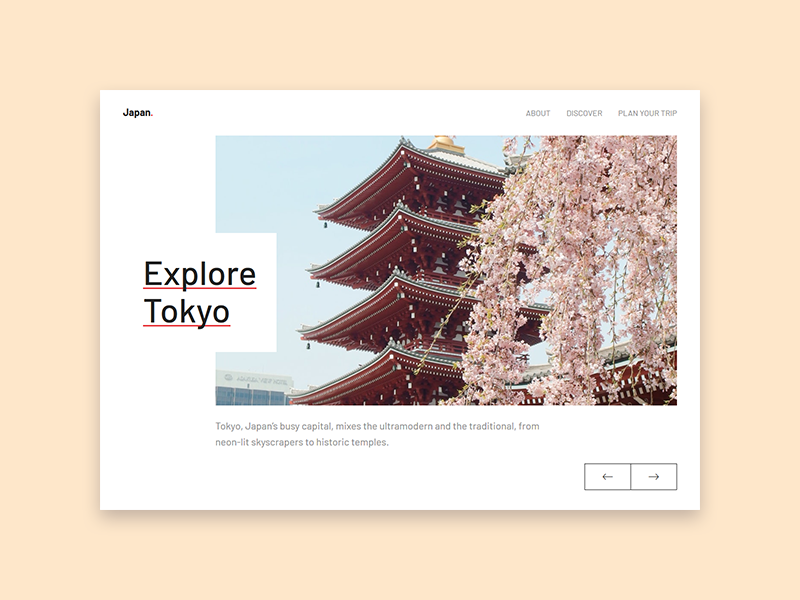 Japan.
ABOUT DISCOVER PLAN YOUR TRIP
Explore
Tokyo
Tokyo, Japan's busy capital, mixes the ultramodern and the traditional, from
neon-lit skyscrapers to historic temples.